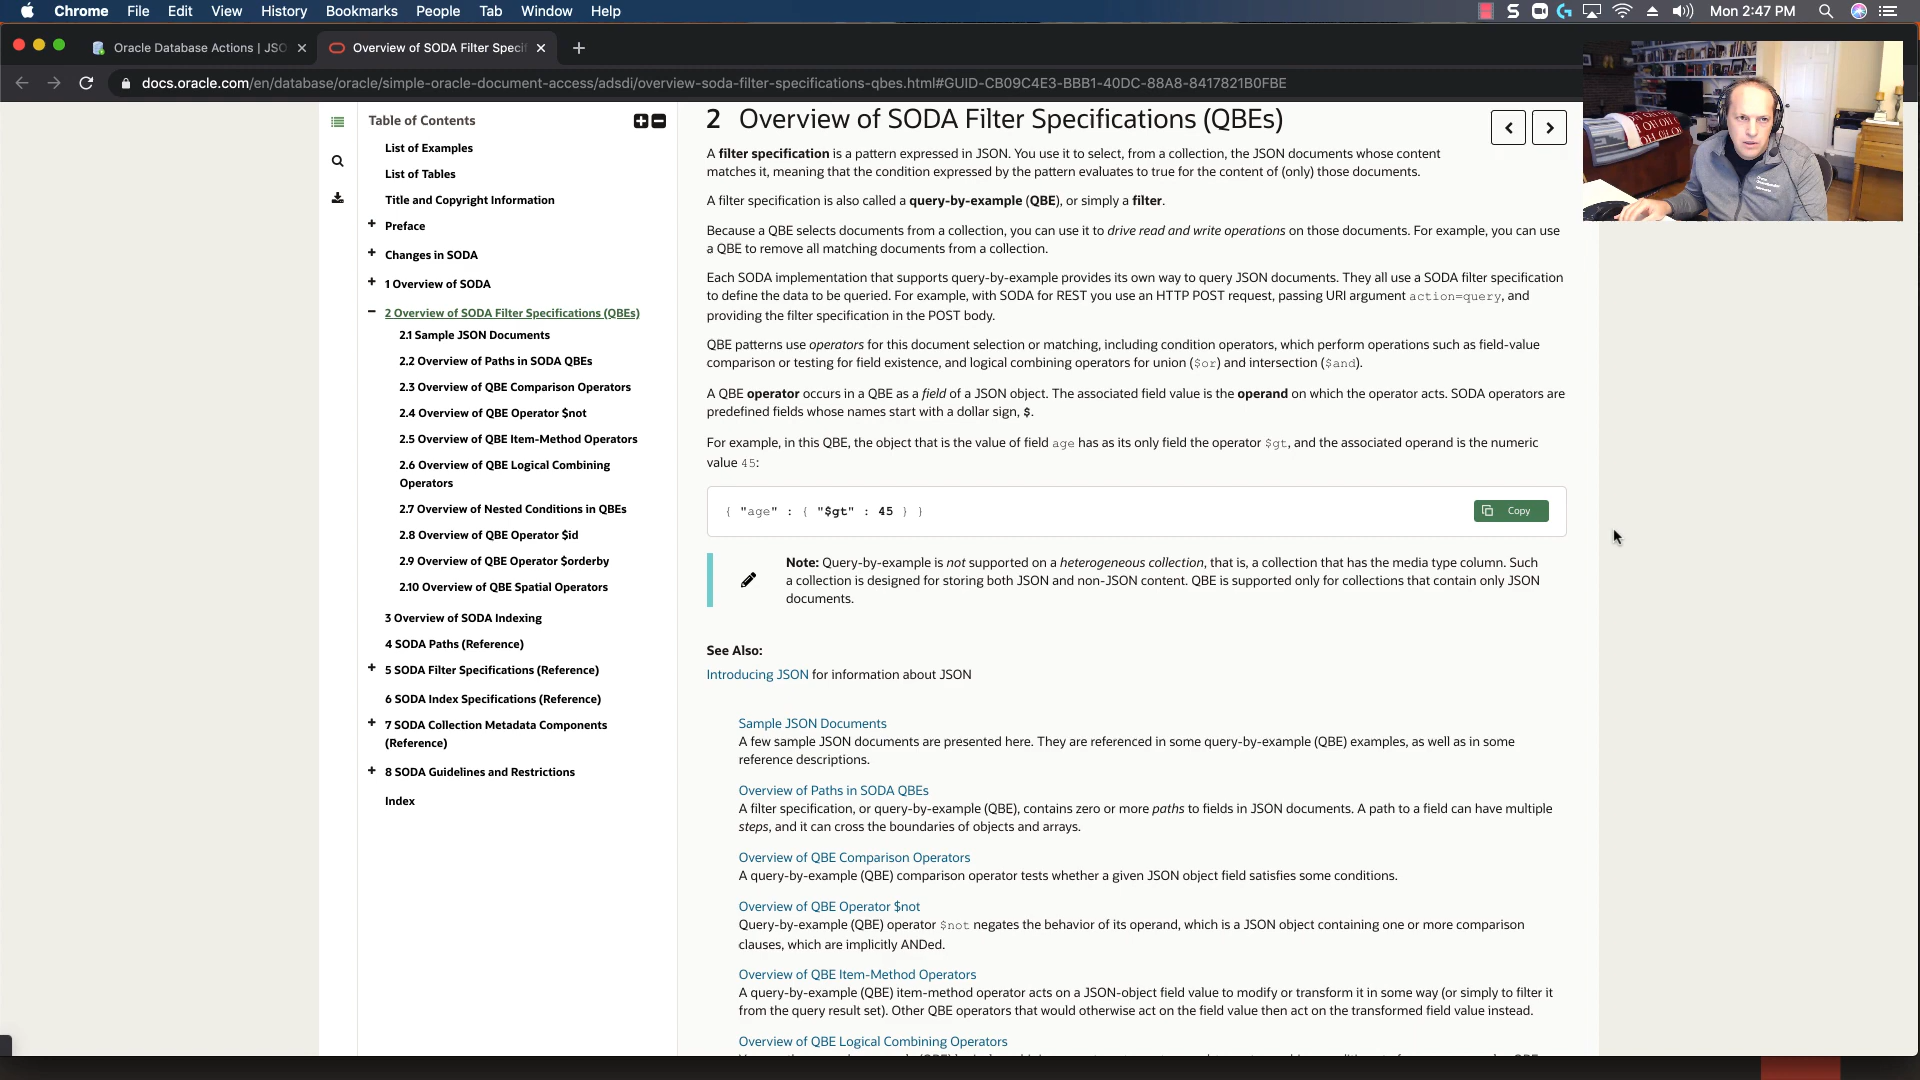 Chrome File Edit View History Bookmarks People Tab Window Help
Mon 2:47 PM
Oracle Database Actions | JSO
Overview of SODA Filter Specif
docs.oracle.com/en/database/oracle/simple-oracle-document-access/adsdi/overview-soda-filter-specifications-qbes.html#GUID-CB09C4E3-BBB1-40DC-88A8-8417821B0FBE
Table of Contents
List of Examples
List of Tables
Title and Copyright Information
Preface
Changes in SODA
1 Overview of SODA
2 Overview of SODA Filter Specifications (QBEs)
2.1 Sample JSON Documents
2.2 Overview of Paths in SODA QBEs
2.3 Overview of QBE Comparison Operators
2.4 Overview of QBE Operator $not
2.5 Overview of QBE Item-Method Operators
2.6 Overview of QBE Logical Combining
Operators
2.7 Overview of Nested Conditions in QBEs
2.8 Overview of QBE Operator $id
2.9 Overview of QBE Operator $orderby
2.10 Overview of QBE Spatial Operators
3 Overview of SODA Indexing
4 SODA Paths (Reference)
5 SODA Filter Specifications (Reference)
6 SODA Index Specifications (Reference)
7 SODA Collection Metadata Components
(Reference)
8 SODA Guidelines and Restrictions
Index
2 Overview of SODA Filter Specifications (QBEs)
A filter specification is a pattern expressed in JSON. You use it to select, from a collection, the JSON documents whose content
matches it, meaning that the condition expressed by the pattern evaluates to true for the content of (only) those documents.
A filter specification is also called a query-by-example (QBE), or simply a filter.
Because a QBE selects documents from a collection, you can use it to drive read and write operations on those documents. For example, you can use
a QBE to remove all matching documents from a collection.
Each SODA implementation that supports query-by-example provides its own way to query JSON documents. They all use a SODA filter specification
to define the data to be queried. For example, with SODA for REST you use an HTTP POST request, passing URI argument action=query, and
providing the filter specification in the POST body.
QBE patterns use operators for this document selection or matching, including condition operators, which perform operations such as field-value
comparison or testing for field existence, and logical combining operators for union ($or) and intersection ($and).
A QBE operator occurs in a QBE as a field of a JSON object. The associated field value is the operand on which the operator acts. SODA operators are
predefined fields whose names start with a dollar sign, $.
For example, in this QBE, the object that is the value of field age has as its only field the operator $gt, and the associated operand is the numeric
value 45:
{ "age" : { "$gt" : 45 } }
Copy
Note: Query-by-example is not supported on a heterogeneous collection, that is, a collection that has the media type column. Such
a collection is designed for storing both JSON and non-JSON content. QBE is supported only for collections that contain only JSON
documents.
See Also:
Introducing JSON for information about JSON
Sample JSON Documents
A few sample JSON documents are presented here. They are referenced in some query-by-example (QBE) examples, as well as in some
reference descriptions.
Overview of Paths in SODA QBEs
A filter specification, or query-by-example (QBE), contains zero or more paths to fields in JSON documents. A path to a field can have multiple
steps, and it can cross the boundaries of objects and arrays.
Overview of QBE Comparison Operators
A query-by-example (QBE) comparison operator tests whether a given JSON object field satisfies some conditions.
Overview of QBE Operator $not
Query-by-example (QBE) operator $not negates the behavior of its operand, which is a JSON object containing one or more comparison
clauses, which are implicitly ANDed.
Overview of QBE Item-Method Operators
A query-by-example (QBE) item-method operator acts on a JSON-object field value to modify or transform it in some way (or simply to filter it
from the query result set). Other QBE operators that would otherwise act on the field value then act on the transformed field value instead.
Overview of QBE Logical Combining Operators